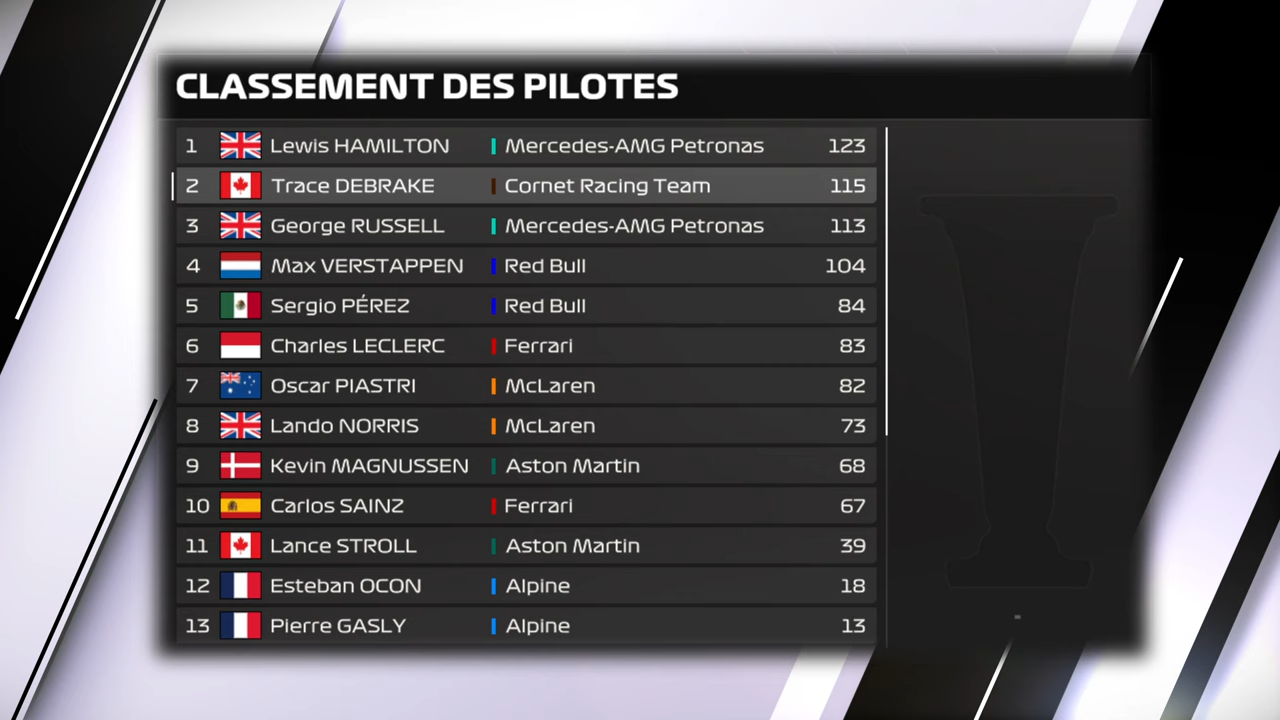 CLASSEMENT DES PILOTES
1 Lewis HAMILTON Mercedes-AMG Petronas 123
2 Trace DEBRAKE Cornet Racing Team 115
3 George RUSSELL Mercedes-AMG Petronas 113
4 Max VERSTAPPEN Red Bull 104
5 Sergio PÉREZ Red Bull 84
6 Charles LECLERC Ferrari 83
7 Oscar PIASTRI McLaren 82
8 Lando NORRIS McLaren 73
9 Kevin MAGNUSSEN Aston Martin 68
10 Carlos SAINZ Ferrari 67
11 Lance STROLL Aston Martin 39
12 Esteban OCON Alpine 18
13 Pierre GASLY Alpine 13